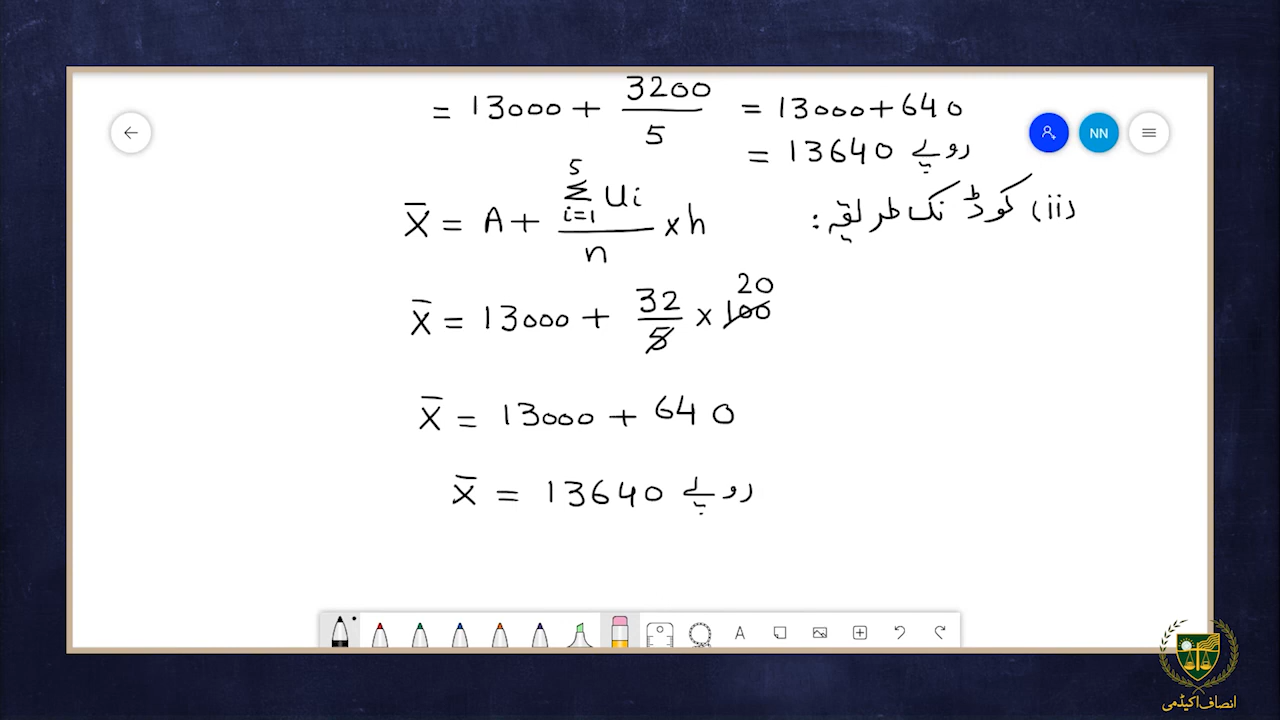 = 13000 + 3200/5 = 13000+640
= 13640 روپے
(ii) کوڈنگ طریقہ:
X̄ = A + (5 Σ i=1 Ui)/n × h
X̄ = 13000 + 32/5 × 100 20
X̄ = 13000 + 640
X̄ = 13640 روپے
NN
A
انصاف اکیڈمی